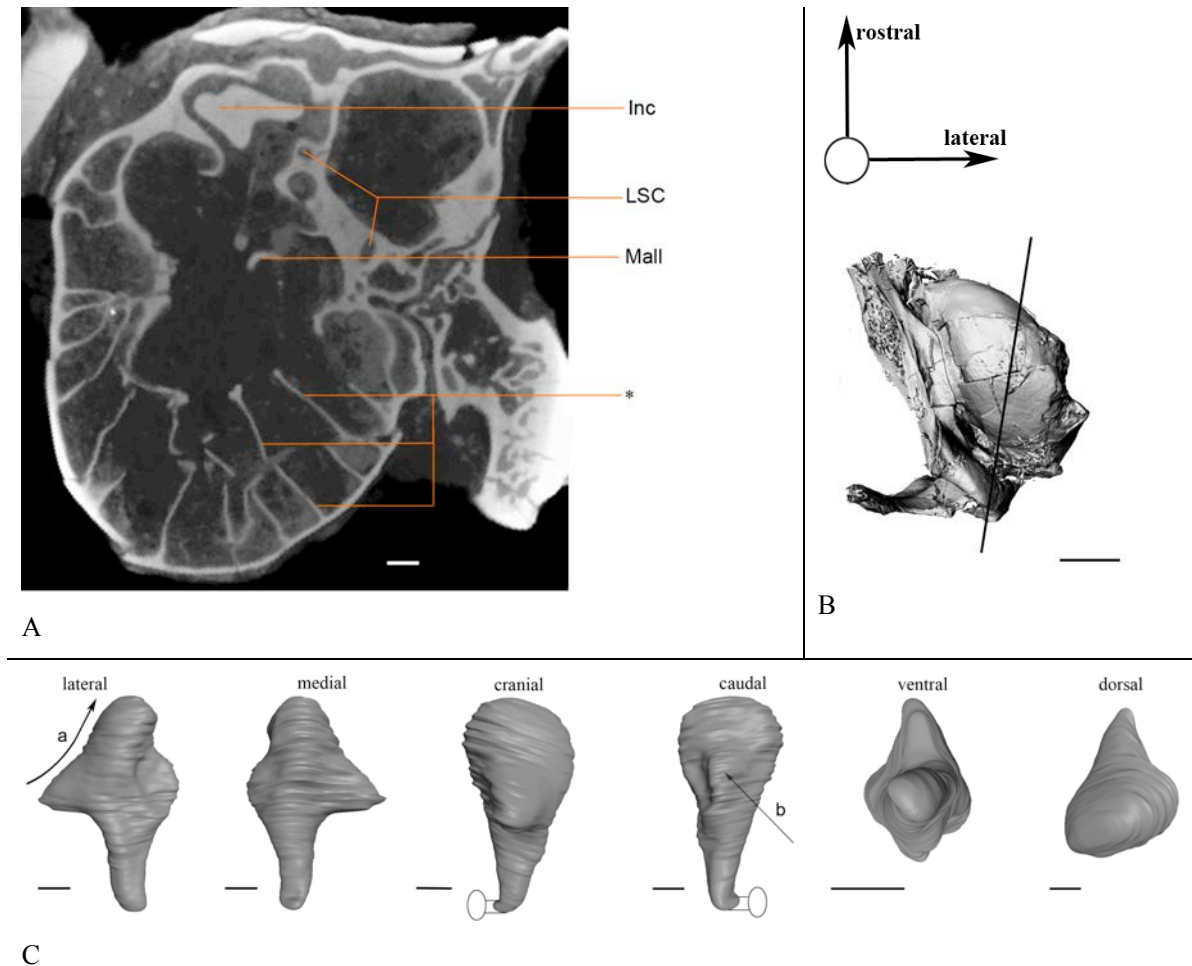 Inc
LSC
Mall
*
A
rostral
lateral
B
lateral
medial
cranial
caudal
ventral
dorsal
a
b
C